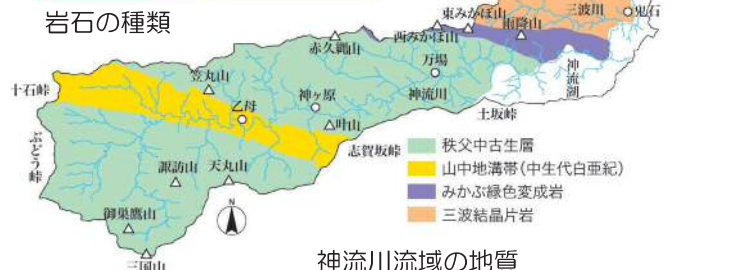 岩石の種類
東みかぼ山
三波川
鬼石
雨降山
西みかぼ山
赤久縄山
万場
神流湖
笠丸山
十石峠
神ヶ原
神流川
土坂峠
乙母
叶山
ぶどう峠
志賀坂峠
諏訪山
天丸山
御巣鷹山
三国山
N
秩父中古生層
山中地溝帯(中生代白亜紀)
みかぶ緑色変成岩
三波結晶片岩
神流川流域の地質